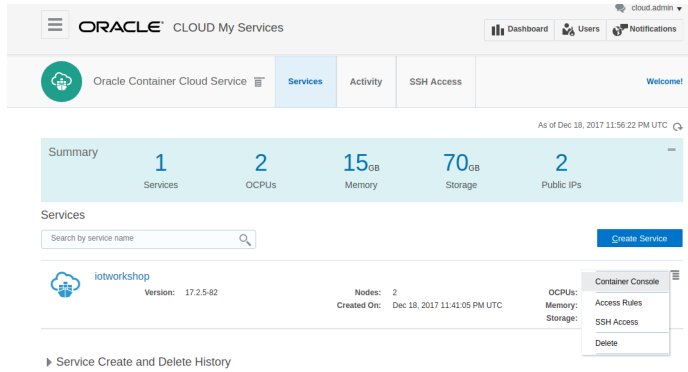 cloud.admin
ORACLE CLOUD My Services
Dashboard Users Notifications
Oracle Container Cloud Service Services Activity SSH Access Welcome!
As of Dec 18, 2017 11:56:22 PM UTC
Summary
1 2 15GB 70GB 2
Services OCPUs Memory Storage Public IPs
Services
Search by service name Create Service
iotworkshop Container Console
Version: 17.2.5-82 Nodes: 2 OCPUs:
Created On: Dec 18, 2017 11:41:05 PM UTC Memory: Access Rules
Storage: SSH Access
Delete
Service Create and Delete History